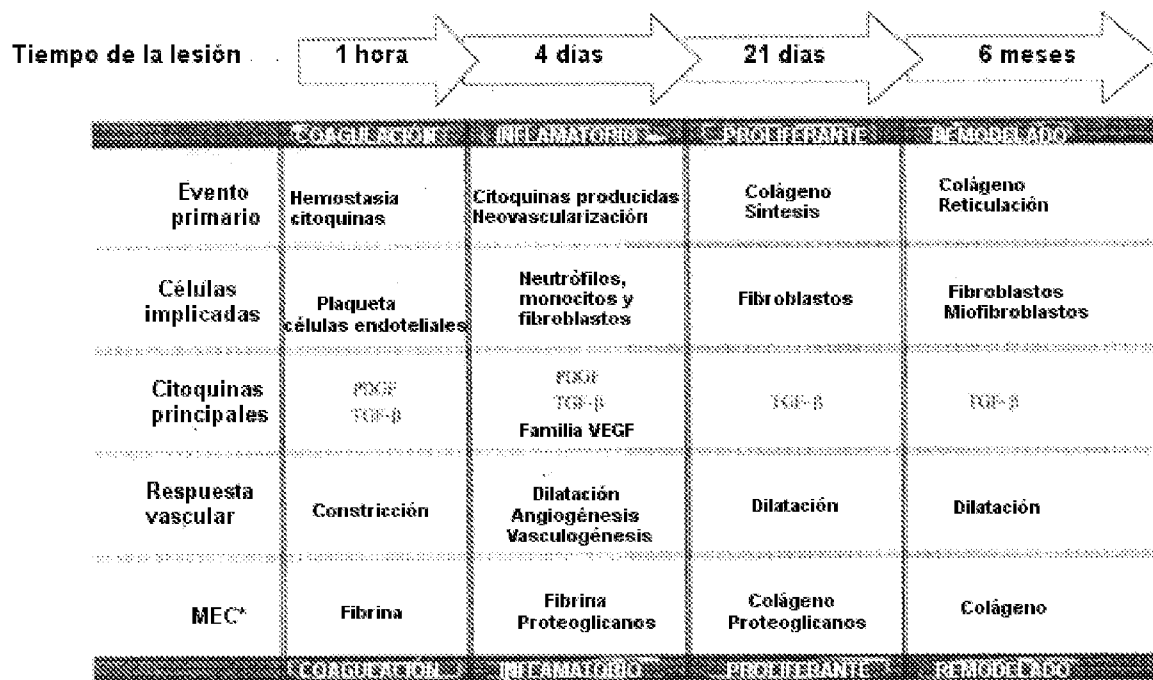 Tiempo de la lesión
1 hora
4 días
21 dias
6 meses
COAGULACION
INFLAMATORIO
PROLIFERANTE
REMODELADO
Evento
primario
Hemostasia
citoquinas
Citoquinas producidas
Neovascularización
Colágeno
Síntesis
Colágeno
Reticulación
Células
implicadas
Plaqueta
células endoteliales
Neutrófilos,
monocitos y
fibroblastos
Fibroblastos
Fibroblastos
Miofibroblastos
Citoquinas
principales
PDGF
TGF-β
PDGF
TGF-β
Familia VEGF
TGF-β
TGF-β
Respuesta
vascular
Constricción
Dilatación
Angiogénesis
Vasculogénesis
Dilatación
Dilatación
MEC*
Fibrina
Fibrina
Proteoglicanos
Colágeno
Proteoglicanos
Colágeno
COAGULACION
INFLAMATORIO
PROLIFERANTE
REMODELADO